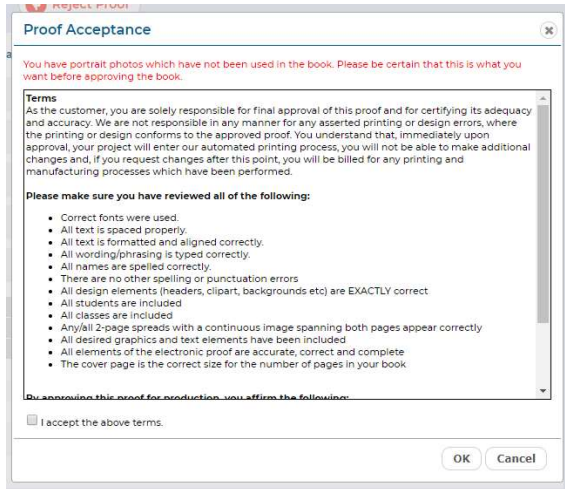 Reject Proof
Proof Acceptance
You have portrait photos which have not been used in the book. Please be certain that this is what you
want before approving the book.
Terms
As the customer, you are solely responsible for final approval of this proof and for certifying its adequacy
and accuracy. We are not responsible in any manner for any asserted printing or design errors, where
the printing or design conforms to the approved proof. You understand that, immediately upon
approval, your project will enter our automated printing process, you will not be able to make additional
changes and, if you request changes after this point, you will be billed for any printing and
manufacturing processes which have been performed.
Please make sure you have reviewed all of the following:
• Correct fonts were used.
• All text is spaced properly.
• All text is formatted and aligned correctly.
• All wording/phrasing is typed correctly.
• All names are spelled correctly.
• There are no other spelling or punctuation errors
• All design elements (headers, clipart, backgrounds etc) are EXACTLY correct
• All students are included
• All classes are included
• Any/all 2-page spreads with a continuous image spanning both pages appear correctly
• All desired graphics and text elements have been included
• All elements of the electronic proof are accurate, correct and complete
• The cover page is the correct size for the number of pages in your book
By approving this proof for production, you affirm the following:
I accept the above terms.
OK Cancel